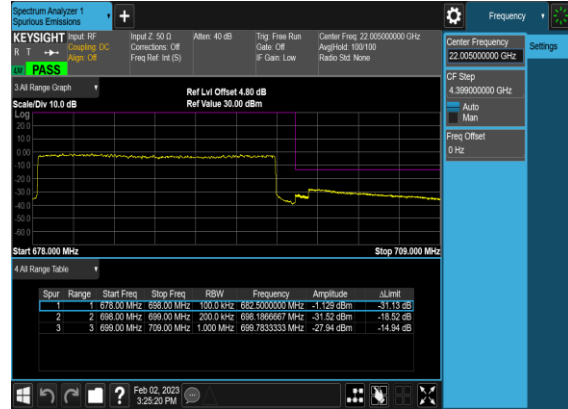 Spectrum Analyzer 1
Spurious Emissions
+
Frequency
KEYSIGHT
R T
LXI
PASS
Input: RF
Coupling: DC
Align: Off
Input Z: 50 Ω
Corrections: Off
Freq Ref: Int (S)
Atten: 40 dB
Trig: Free Run
Gate: Off
IF Gain: Low
Center Freq: 22.005000000 GHz
Avg|Hold: 100/100
Radio Std: None
Center Frequency
22.005000000 GHz
Settings
CF Step
4.399000000 GHz
Auto
Man
Freq Offset
0 Hz
3 All Range Graph
Scale/Div 10.0 dB
Ref Lvl Offset 4.80 dB
Ref Value 30.00 dBm
Log
20.0
10.0
0.00
-10.0
-20.0
-30.0
-40.0
-50.0
-60.0
Start 678.000 MHz
Stop 709.000 MHz
4 All Range Table
Spur Range Start Freq Stop Freq RBW Frequency Amplitude ΔLimit
1 1 678.00 MHz 698.00 MHz 100.0 kHz 682.5000000 MHz -1.129 dBm -31.13 dB
2 2 698.00 MHz 699.00 MHz 200.0 kHz 698.1866667 MHz -31.52 dBm -18.52 dB
3 3 699.00 MHz 709.00 MHz 1.000 MHz 699.7833333 MHz -27.94 dBm -14.94 dB
?
Feb 02, 2023
3:25:20 PM